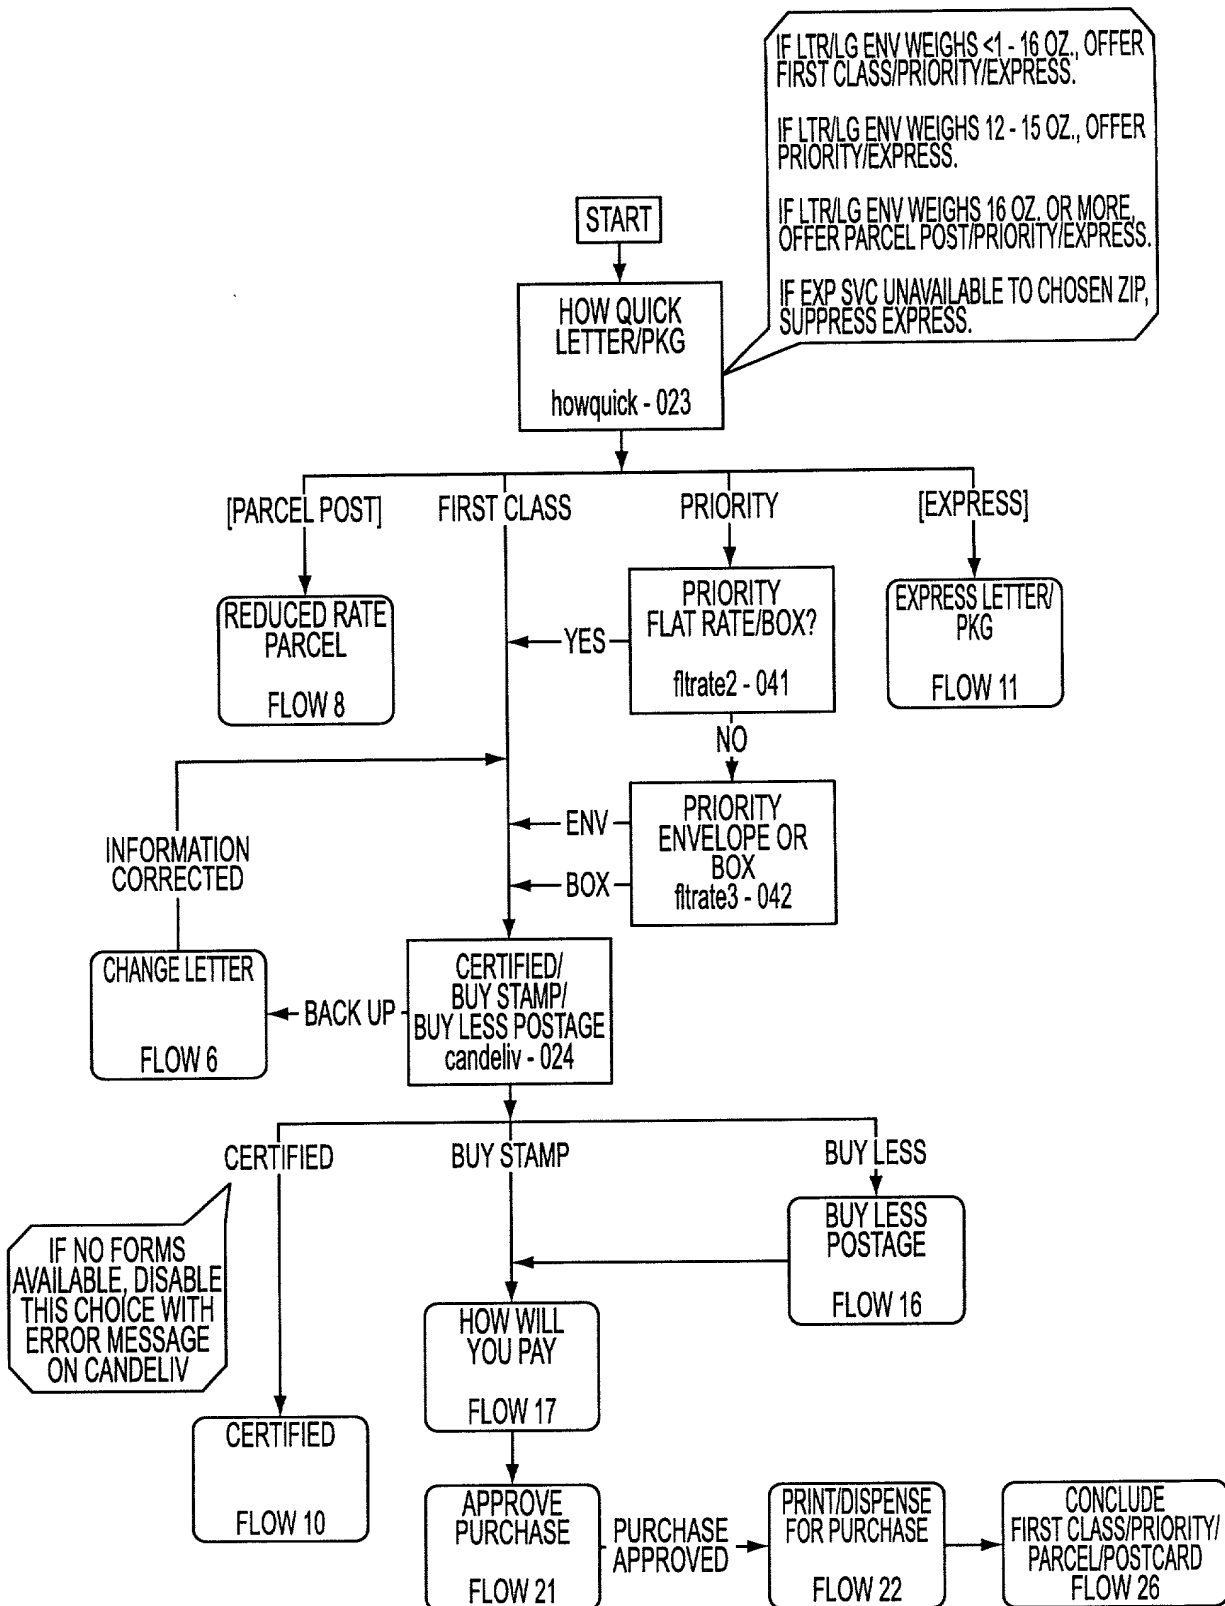 IF LTR/LG ENV WEIGHS <1 - 16 OZ., OFFER
FIRST CLASS/PRIORITY/EXPRESS.
IF LTR/LG ENV WEIGHS 12 - 15 OZ., OFFER
PRIORITY/EXPRESS.
IF LTR/LG ENV WEIGHS 16 OZ. OR MORE,
OFFER PARCEL POST/PRIORITY/EXPRESS.
IF EXP SVC UNAVAILABLE TO CHOSEN ZIP,
SUPPRESS EXPRESS.
START
HOW QUICK
LETTER/PKG
howquick - 023
[PARCEL POST]
FIRST CLASS
PRIORITY
[EXPRESS]
REDUCED RATE
PARCEL
FLOW 8
YES
PRIORITY
FLAT RATE/BOX?
fltrate2 - 041
EXPRESS LETTER/
PKG
FLOW 11
NO
INFORMATION
CORRECTED
ENV
BOX
PRIORITY
ENVELOPE OR
BOX
fltrate3 - 042
CHANGE LETTER
FLOW 6
BACK UP
CERTIFIED/
BUY STAMP/
BUY LESS POSTAGE
candeliv - 024
CERTIFIED
BUY STAMP
BUY LESS
IF NO FORMS
AVAILABLE, DISABLE
THIS CHOICE WITH
ERROR MESSAGE
ON CANDELIV
BUY LESS
POSTAGE
FLOW 16
HOW WILL
YOU PAY
FLOW 17
CERTIFIED
FLOW 10
APPROVE
PURCHASE
FLOW 21
PURCHASE
APPROVED
PRINT/DISPENSE
FOR PURCHASE
FLOW 22
CONCLUDE
FIRST CLASS/PRIORITY/
PARCEL/POSTCARD
FLOW 26